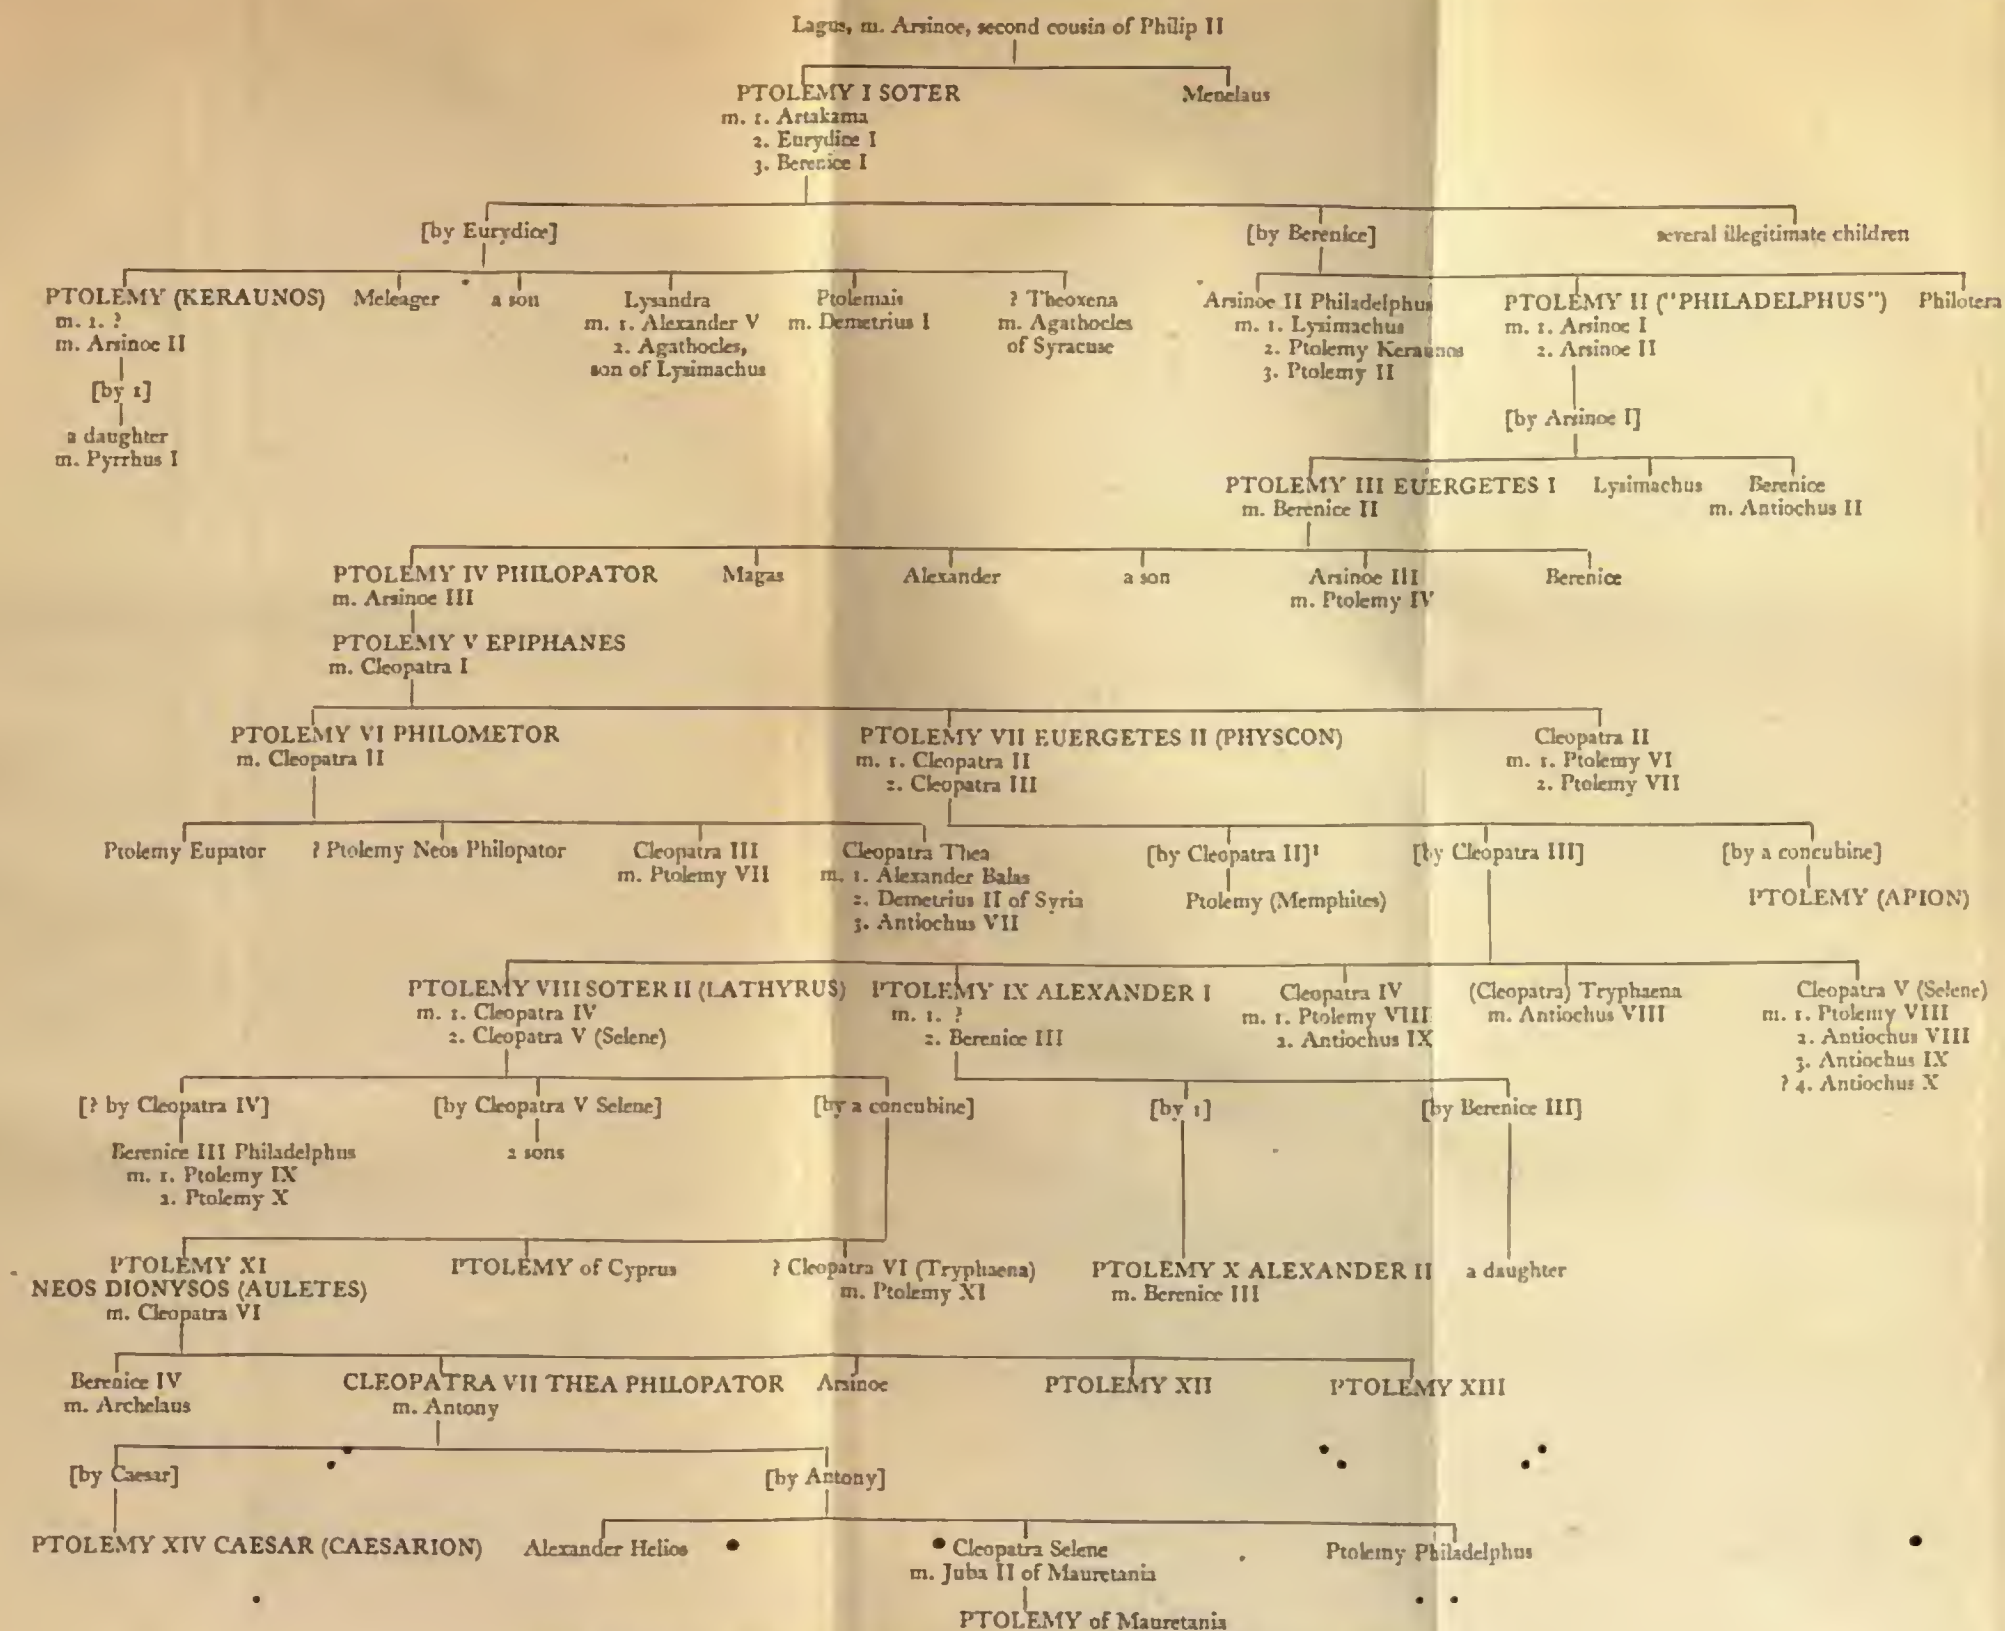 Lagus, m. Arsinoe, second cousin of Philip II
PTOLEMY I SOTER
m. 1. Artakama
2. Eurydice I
3. Berenice I
Menelaus
[by Eurydice]
[by Berenice]
several illegitimate children
PTOLEMY (KERAUNOS)
m. 1. ?
m. Arsinoe II
[by 1]
a daughter
m. Pyrrhus I
Meleager
a son
Lysandra
m. 1. Alexander V
2. Agathocles,
son of Lysimachus
Ptolemais
m. Demetrius I
? Theoxena
m. Agathocles
of Syracuse
Arsinoe II Philadelphus
m. 1. Lysimachus
2. Ptolemy Keraunos
3. Ptolemy II
PTOLEMY II ("PHILADELPHUS")
m. 1. Arsinoe I
2. Arsinoe II
Philotera
[by Arsinoe I]
PTOLEMY III EUERGETES I
m. Berenice II
Lysimachus
Berenice
m. Antiochus II
PTOLEMY IV PHILOPATOR
m. Arsinoe III
Magas
Alexander
a son
Arsinoe III
m. Ptolemy IV
Berenice
PTOLEMY V EPIPHANES
m. Cleopatra I
PTOLEMY VI PHILOMETOR
m. Cleopatra II
PTOLEMY VII EUERGETES II (PHYSCON)
m. 1. Cleopatra II
2. Cleopatra III
Cleopatra II
m. 1. Ptolemy VI
2. Ptolemy VII
Ptolemy Eupator
? Ptolemy Neos Philopator
Cleopatra III
m. Ptolemy VII
Cleopatra Thea
m. 1. Alexander Balas
2. Demetrius II of Syria
3. Antiochus VII
[by Cleopatra II]¹
Ptolemy (Memphites)
[by Cleopatra III]
[by a concubine]
PTOLEMY (APION)
PTOLEMY VIII SOTER II (LATHYRUS)
m. 1. Cleopatra IV
2. Cleopatra V (Selene)
PTOLEMY IX ALEXANDER I
m. 1. ?
2. Berenice III
Cleopatra IV
m. 1. Ptolemy VIII
2. Antiochus IX
(Cleopatra) Tryphaena
m. Antiochus VIII
Cleopatra V (Selene)
m. 1. Ptolemy VIII
2. Antiochus VIII
3. Antiochus IX
? 4. Antiochus X
[? by Cleopatra IV]
Berenice III Philadelphus
m. 1. Ptolemy IX
2. Ptolemy X
[by Cleopatra V Selene]
2 sons
[by a concubine]
[by 1]
[by Berenice III]
PTOLEMY XI
NEOS DIONYSOS (AULETES)
m. Cleopatra VI
PTOLEMY of Cyprus
? Cleopatra VI (Tryphaena)
m. Ptolemy XI
PTOLEMY X ALEXANDER II
m. Berenice III
a daughter
Berenice IV
m. Archelaus
CLEOPATRA VII THEA PHILOPATOR
m. Antony
Arsinoe
PTOLEMY XII
PTOLEMY XIII
[by Caesar]
[by Antony]
PTOLEMY XIV CAESAR (CAESARION)
Alexander Helios
Cleopatra Selene
m. Juba II of Mauretania
Ptolemy Philadelphus
PTOLEMY of Mauretania